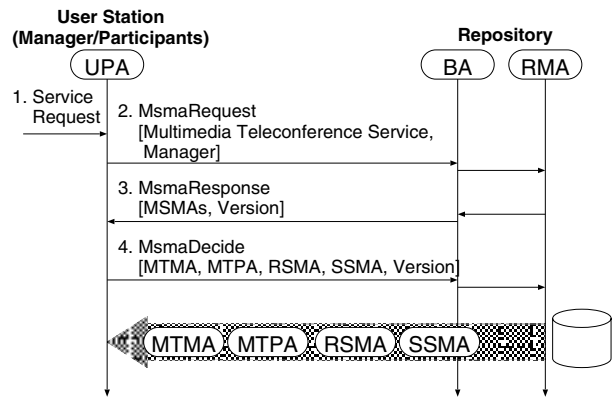 User Station
(Manager/Participants)
Repository
UPA
BA
RMA
1. Service
Request
2. MsmaRequest
[Multimedia Teleconference Service,
Manager]
3. MsmaResponse
[MSMAs, Version]
4. MsmaDecide
[MTMA, MTPA, RSMA, SSMA, Version]
MTMA
MTPA
RSMA
SSMA